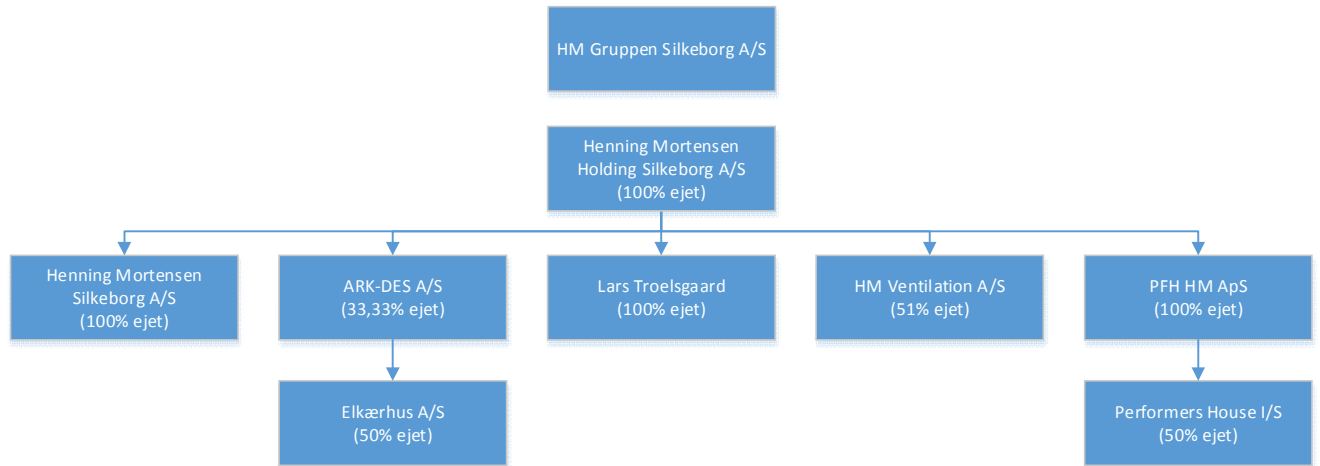 HM Gruppen Silkeborg A/S
Henning Mortensen
Holding Silkeborg A/S
(100% ejet)
Henning Mortensen
Silkeborg A/S
(100% ejet)
ARK-DES A/S
(33,33% ejet)
Lars Troelsgaard
(100% ejet)
HM Ventilation A/S
(51% ejet)
PFH HM ApS
(100% ejet)
Elkærhus A/S
(50% ejet)
Performers House I/S
(50% ejet)